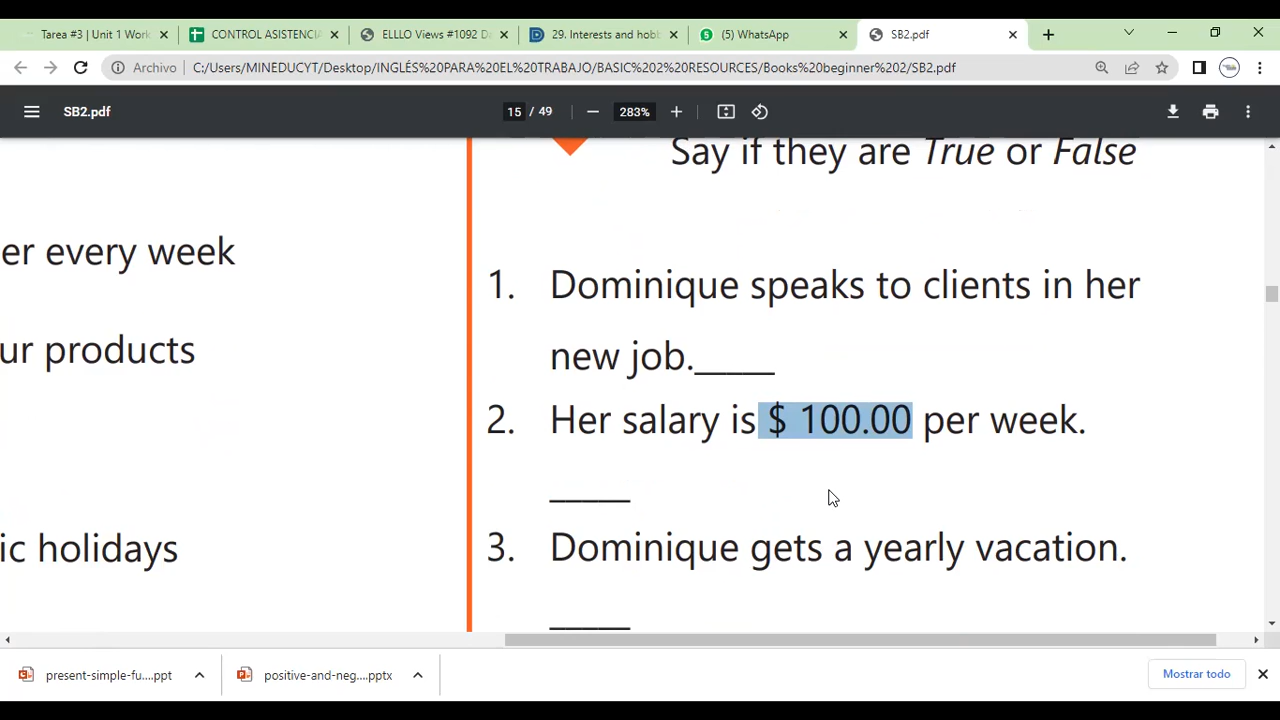 Tarea #3 | Unit 1 Work
CONTROL ASISTENCIA
ELLLO Views #1092 Da
29. Interests and hobb
(5) WhatsApp
SB2.pdf
Archivo
C:/Users/MINEDUCYT/Desktop/INGLÉS%20PARA%20EL%20TRABAJO/BASIC%202%20RESOURCES/Books%20beginner%202/SB2.pdf
SB2.pdf
15 / 49
283%
Say if they are True or False
er every week
1. Dominique speaks to clients in her
ur products
new job._____
2. Her salary is $ 100.00 per week.
_____
ic holidays
3. Dominique gets a yearly vacation.
_____
present-simple-fu....ppt
positive-and-neg....pptx
Mostrar todo